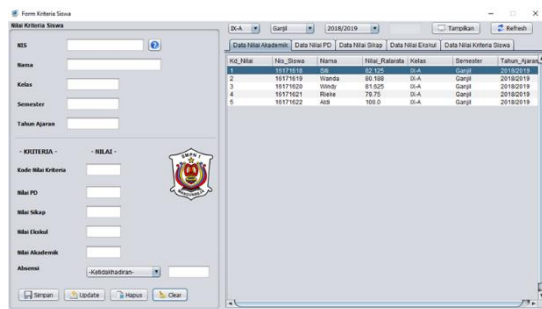 Form Kriteria Siswa
Nilai Kriteria Siswa
NIS
Nama
Kelas
Semester
Tahun Ajaran
- KRITERIA - - NILAI -
Kode Nilai Kriteria
Nilai PD
Nilai Sikap
Nilai Ekskul
Nilai Akademik
Absensi -Ketidakhadiran-
Simpan Update Hapus Clear
IX-A Ganjil 2018/2019 Tampilkan Refresh
Data Nilai Akademik Data Nilai PD Data Nilai Sikap Data Nilai Ekskul Data Nilai Kriteria Siswa
Kd_Nilai Nis_Siswa Nama Nilai_Ratarata Kelas Semester Tahun_Ajaran
1 16171618 Siti 82.125 IX-A Ganjil 2018/2019
2 16171619 Wanda 80.188 IX-A Ganjil 2018/2019
3 16171620 Windy 81.625 IX-A Ganjil 2018/2019
4 16171621 Rieke 79.75 IX-A Ganjil 2018/2019
5 16171622 Aldi 100.0 IX-A Ganjil 2018/2019